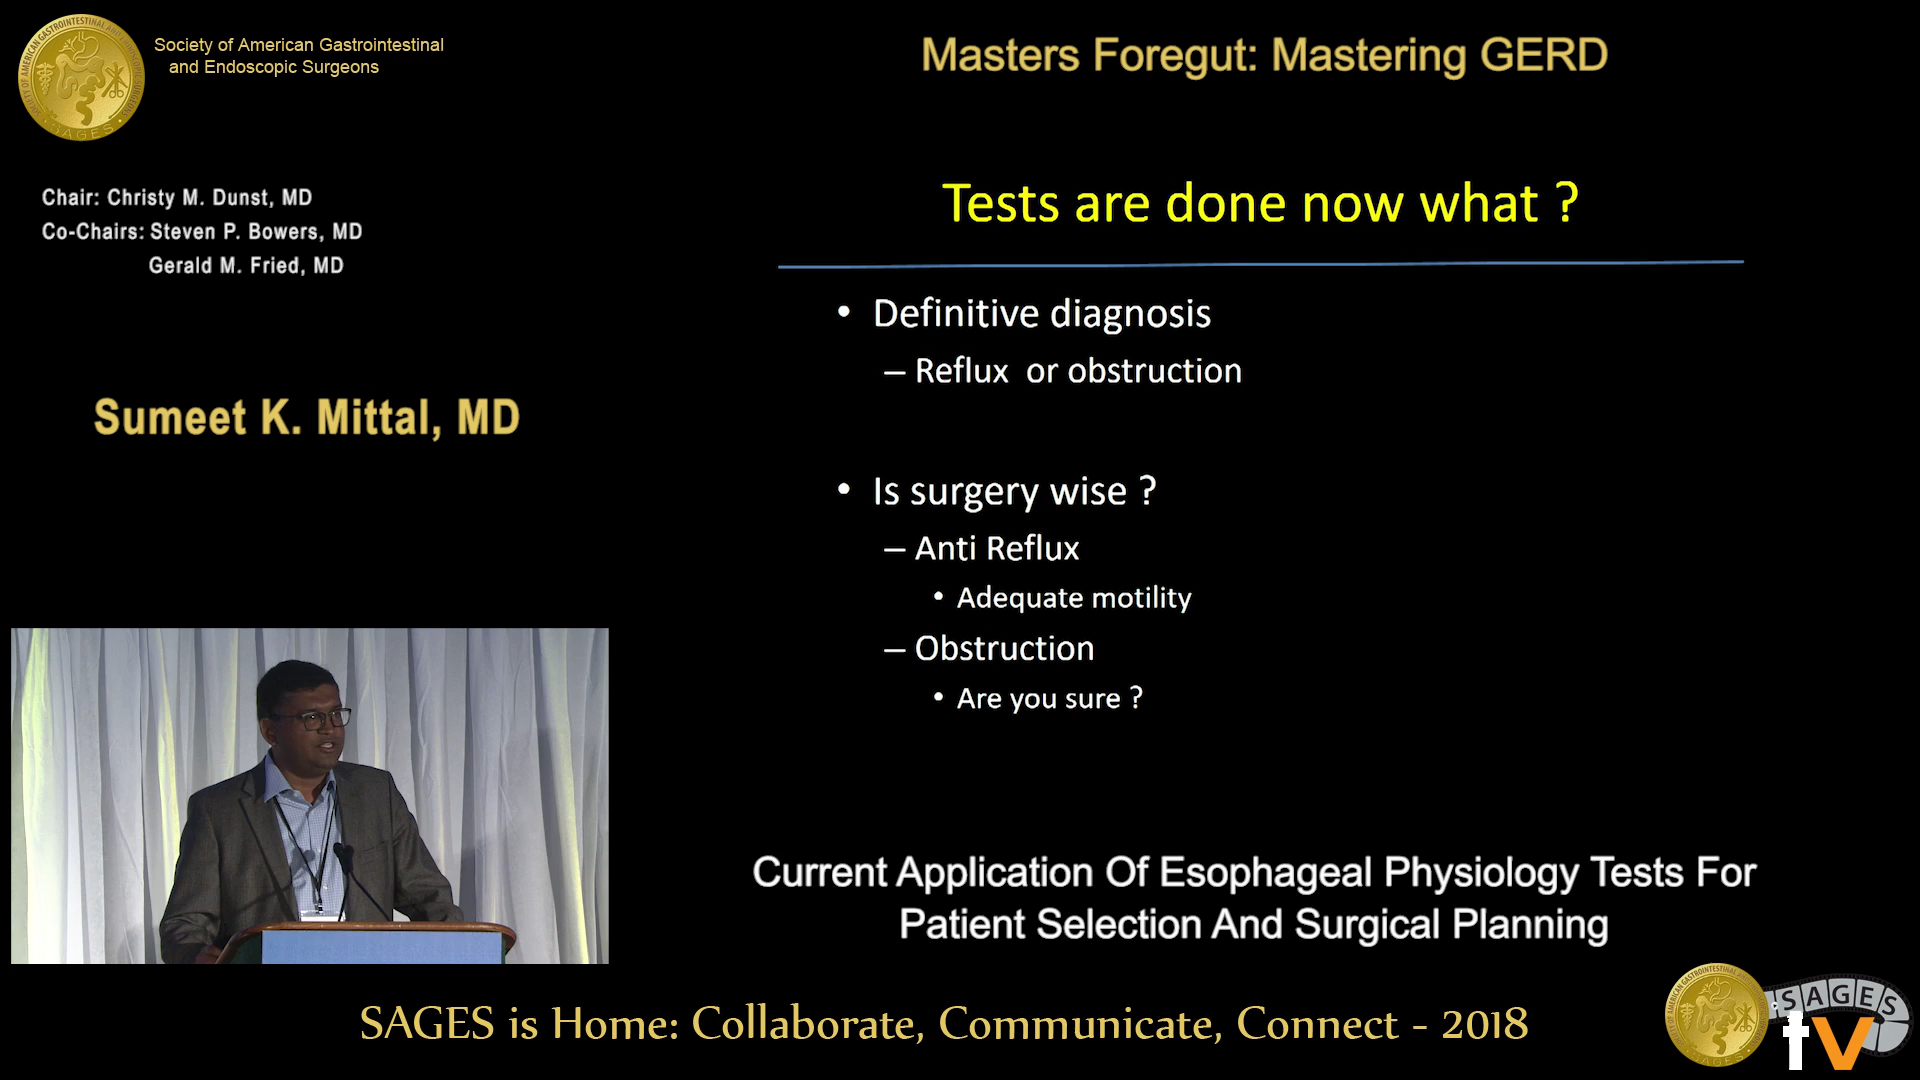 Society of American Gastrointestinal
and Endoscopic Surgeons
Masters Foregut: Mastering GERD
Chair: Christy M. Dunst, MD
Co-Chairs: Steven P. Bowers, MD
Gerald M. Fried, MD
Sumeet K. Mittal, MD
Tests are done now what ?
• Definitive diagnosis
– Reflux or obstruction
• Is surgery wise ?
– Anti Reflux
• Adequate motility
– Obstruction
• Are you sure ?
Current Application Of Esophageal Physiology Tests For
Patient Selection And Surgical Planning
SAGES is Home: Collaborate, Communicate, Connect - 2018
SAGES
tv